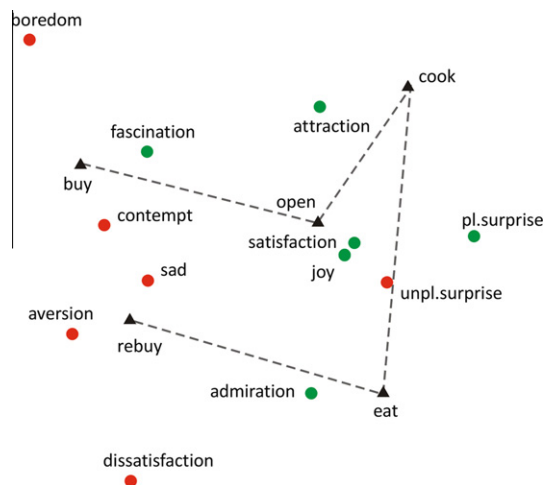 boredom
cook
attraction
fascination
buy
open
contempt
pl.surprise
satisfaction
joy
sad
unpl.surprise
aversion
rebuy
admiration
eat
dissatisfaction